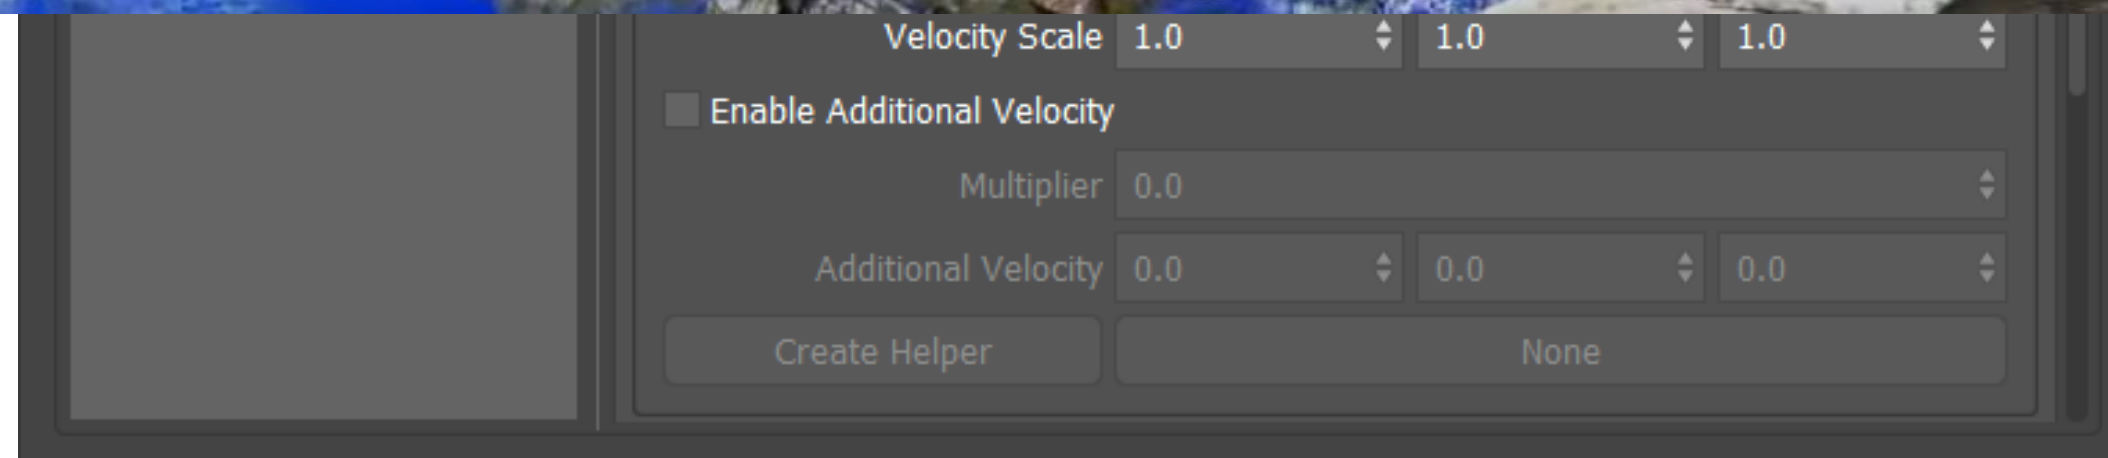 Velocity Scale 1.0 1.0 1.0
Enable Additional Velocity
Multiplier 0.0
Additional Velocity 0.0 0.0 0.0
Create Helper None